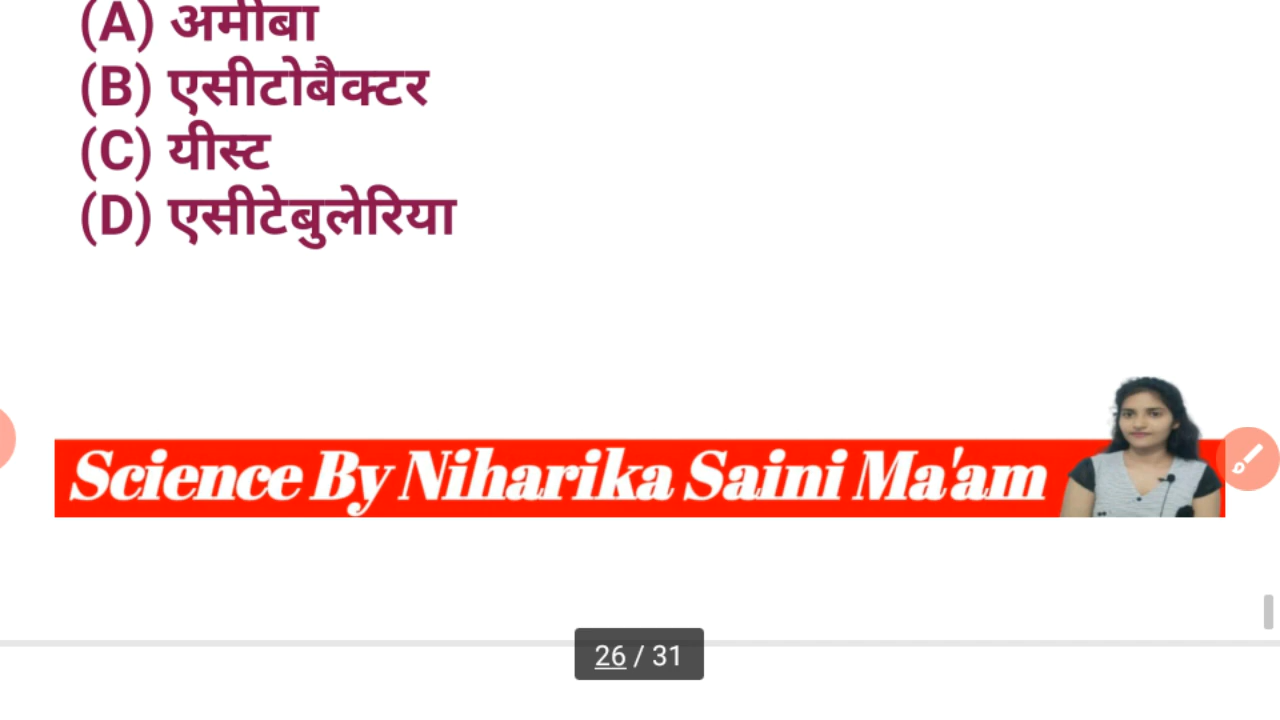 (A) अमीबा
(B) एसीटोबैक्टर
(C) यीस्ट
(D) एसीटेबुलेरिया
Science By Niharika Saini Ma'am
26 / 31